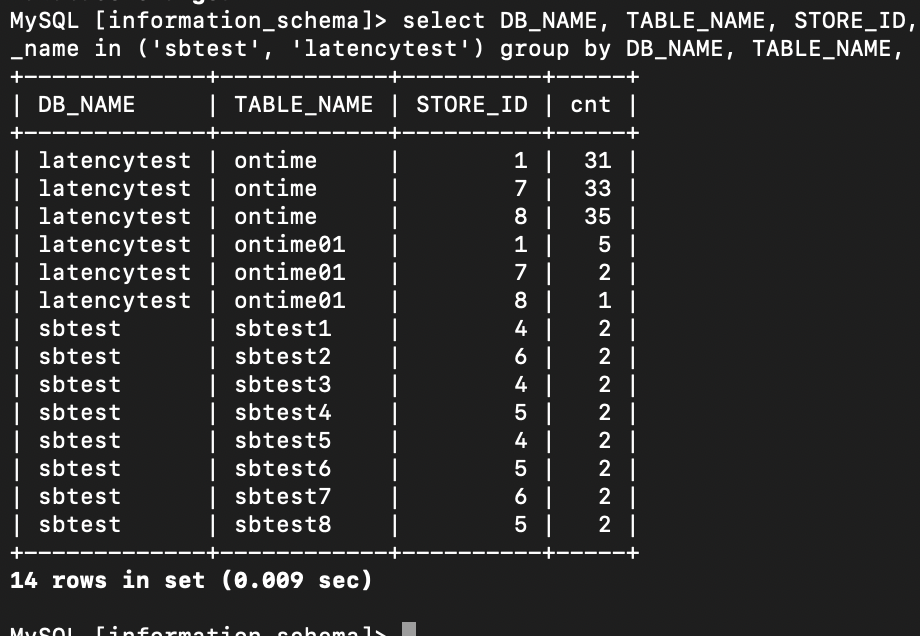 MySQL [information_schema]> select DB_NAME, TABLE_NAME, STORE_ID,
_name in ('sbtest', 'latencytest') group by DB_NAME, TABLE_NAME,
+-------------+------------+----------+-----+
| DB_NAME     | TABLE_NAME | STORE_ID | cnt |
+-------------+------------+----------+-----+
| latencytest | ontime     |        1 |  31 |
| latencytest | ontime     |        7 |  33 |
| latencytest | ontime     |        8 |  35 |
| latencytest | ontime01   |        1 |   5 |
| latencytest | ontime01   |        7 |   2 |
| latencytest | ontime01   |        8 |   1 |
| sbtest      | sbtest1    |        4 |   2 |
| sbtest      | sbtest2    |        6 |   2 |
| sbtest      | sbtest3    |        4 |   2 |
| sbtest      | sbtest4    |        5 |   2 |
| sbtest      | sbtest5    |        4 |   2 |
| sbtest      | sbtest6    |        5 |   2 |
| sbtest      | sbtest7    |        6 |   2 |
| sbtest      | sbtest8    |        5 |   2 |
+-------------+------------+----------+-----+
14 rows in set (0.009 sec)
MySQL [information_schema]>